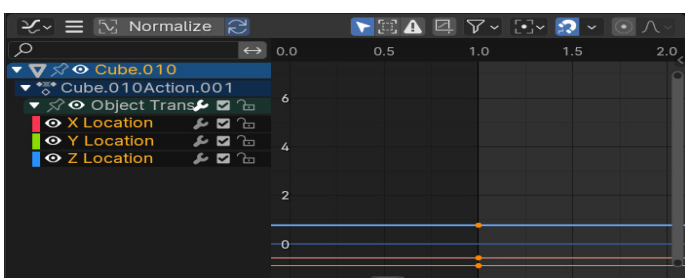 Normalize
0.0 0.5 1.0 1.5 2.0
Cube.010
Cube.010Action.001
Object Trans
X Location
Y Location
Z Location
6
4
2
0